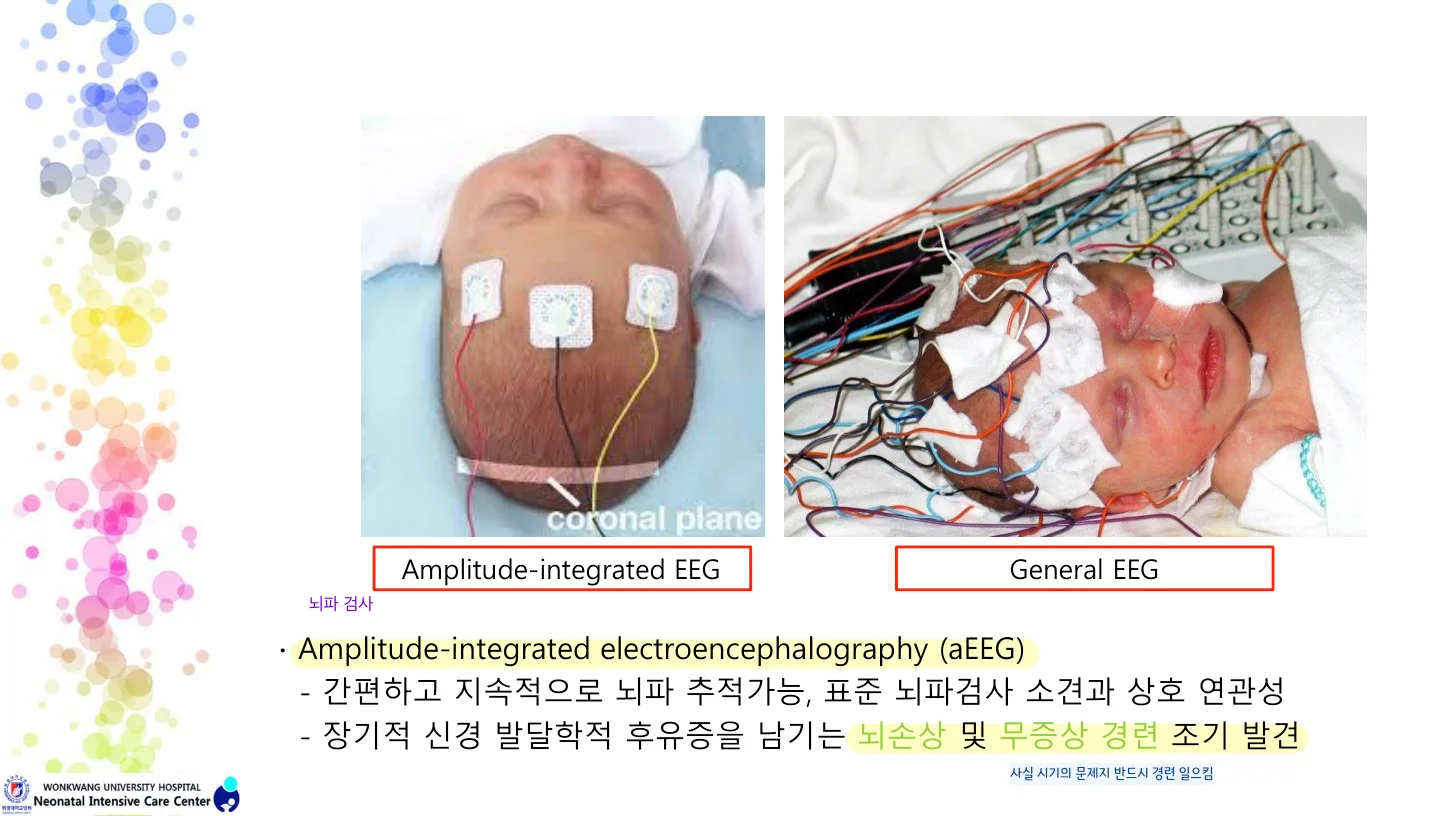 coronal plane
Amplitude-integrated EEG
General EEG
뇌파 검사
· Amplitude-integrated electroencephalography (aEEG)
- 간편하고 지속적으로 뇌파 추적가능, 표준 뇌파검사 소견과 상호 연관성
- 장기적 신경 발달학적 후유증을 남기는 뇌손상 및 무증상 경련 조기 발견
사실 시기의 문제지 반드시 경련 일으킴
WONKWANG UNIVERSITY HOSPITAL
Neonatal Intensive Care Center